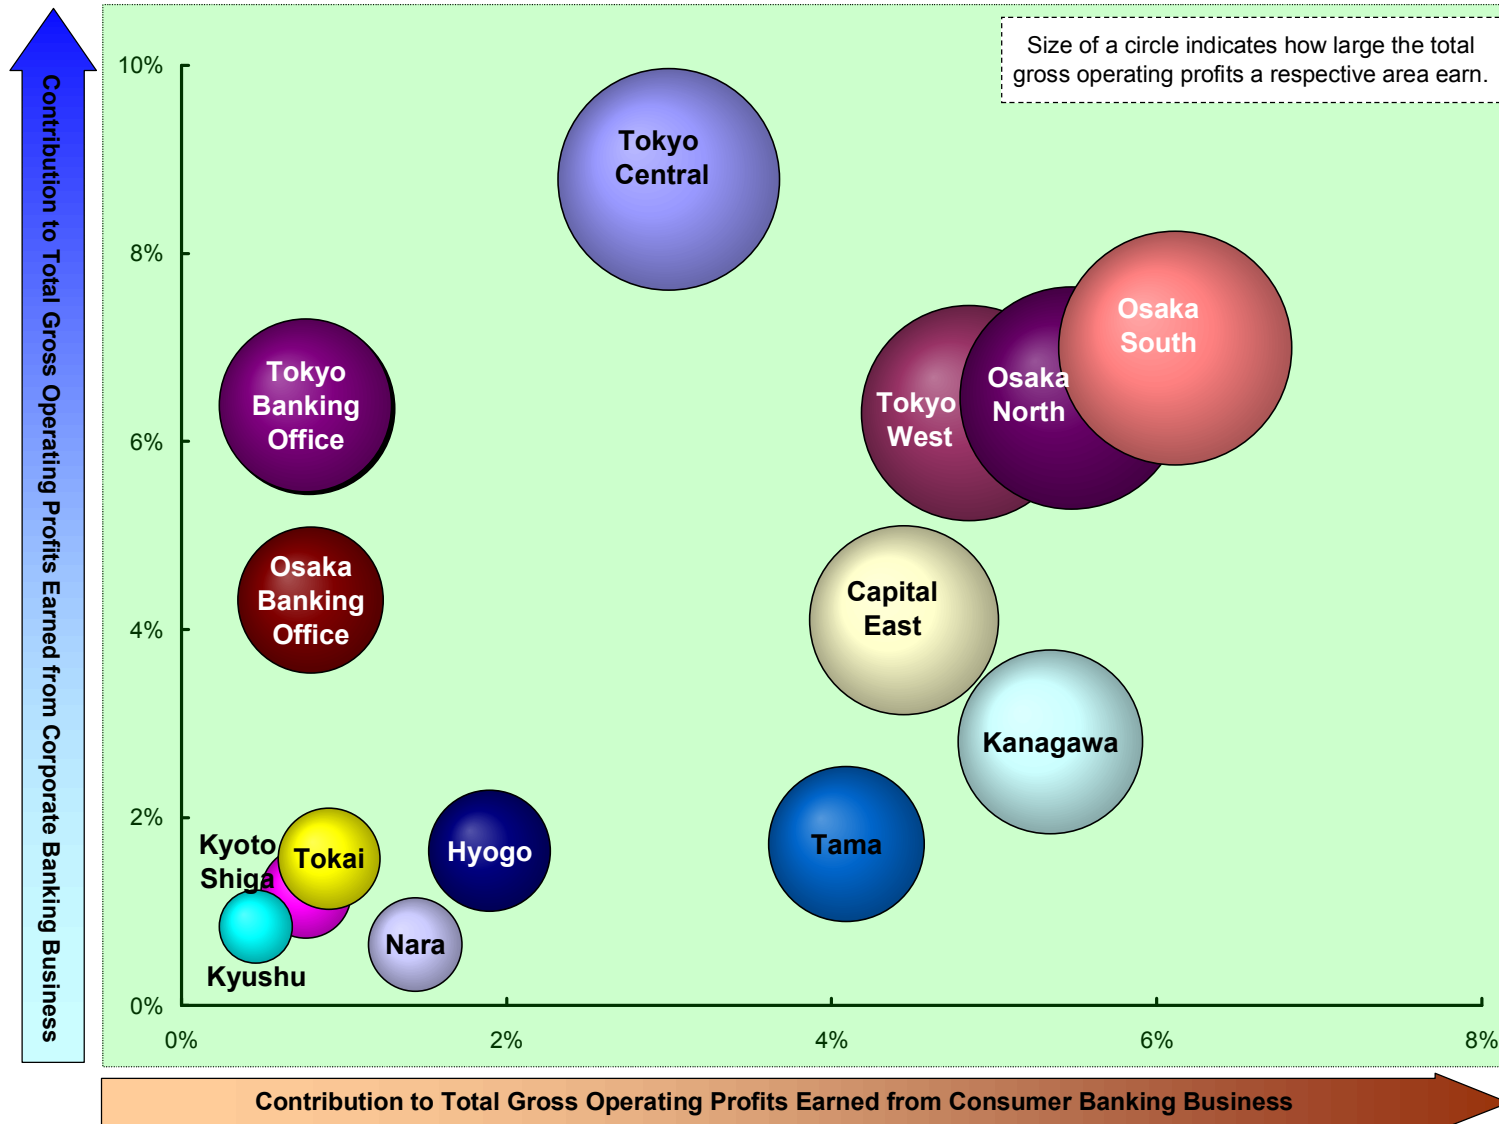 Contribution to Total Gross Operating Profits Earned from Corporate Banking Business
Size of a circle indicates how large the total
gross operating profits a respective area earn.
10%
8%
6%
4%
2%
0%
Tokyo
Central
Osaka
South
Tokyo
Banking
Office
Osaka
North
Tokyo
West
Osaka
Banking
Office
Capital
East
Kanagawa
Kyoto
Shiga
Tokai
Hyogo
Tama
Nara
Kyushu
0%
2%
4%
6%
8%
Contribution to Total Gross Operating Profits Earned from Consumer Banking Business